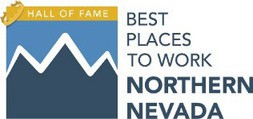 HALL OF FAME
BEST
PLACES
TO WORK
NORTHERN
NEVADA